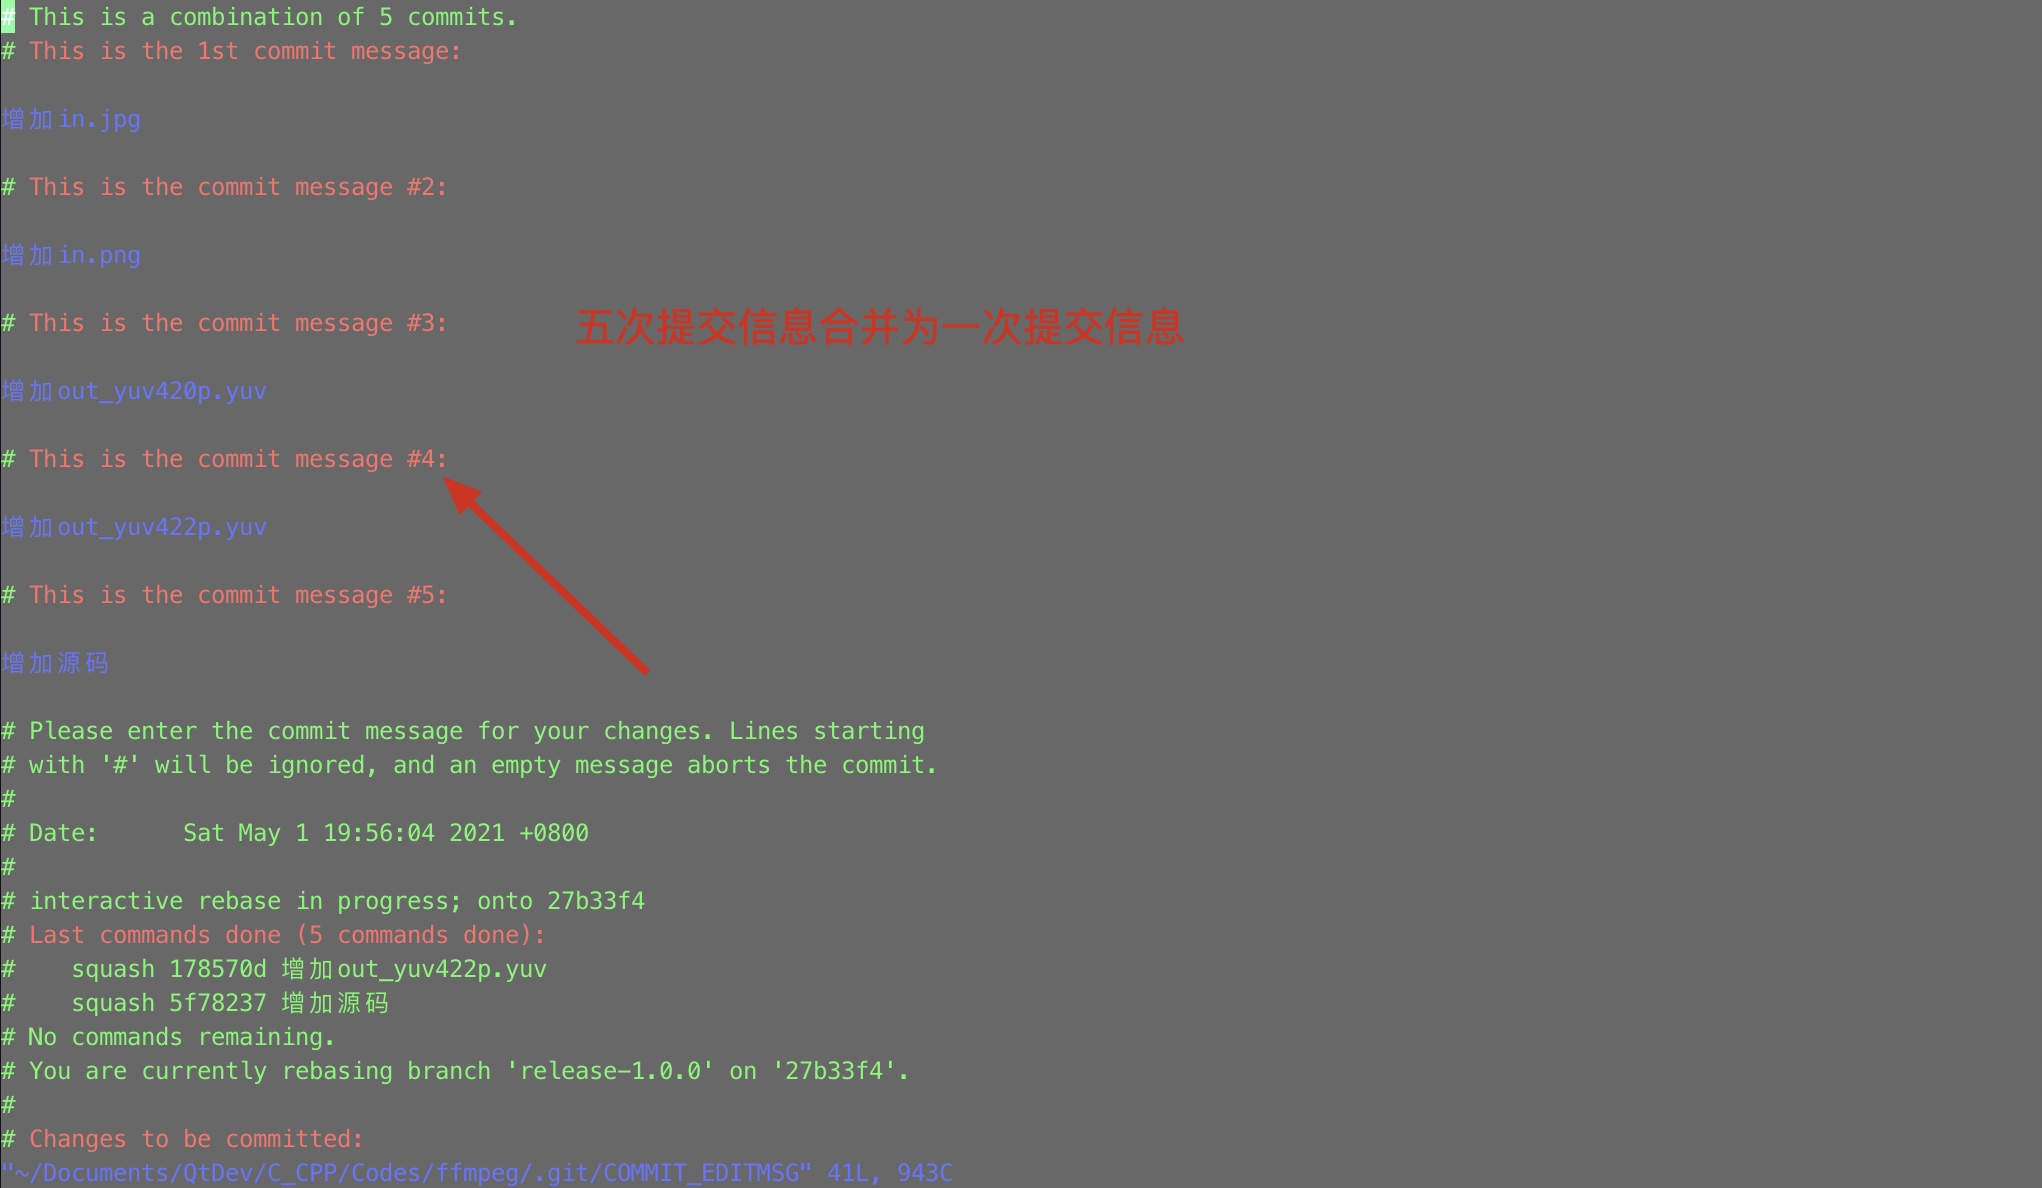 # This is a combination of 5 commits.
# This is the 1st commit message:
增加in.jpg
# This is the commit message #2:
增加in.png
# This is the commit message #3:
五次提交信息合并为一次提交信息
增加out_yuv420p.yuv
# This is the commit message #4:
增加out_yuv422p.yuv
# This is the commit message #5:
增加源码
# Please enter the commit message for your changes. Lines starting
# with '#' will be ignored, and an empty message aborts the commit.
#
# Date:      Sat May 1 19:56:04 2021 +0800
#
# interactive rebase in progress; onto 27b33f4
# Last commands done (5 commands done):
#    squash 178570d 增加out_yuv422p.yuv
#    squash 5f78237 增加源码
# No commands remaining.
# You are currently rebasing branch 'release-1.0.0' on '27b33f4'.
#
# Changes to be committed:
"~/Documents/QtDev/C_CPP/Codes/ffmpeg/.git/COMMIT_EDITMSG" 41L, 943C